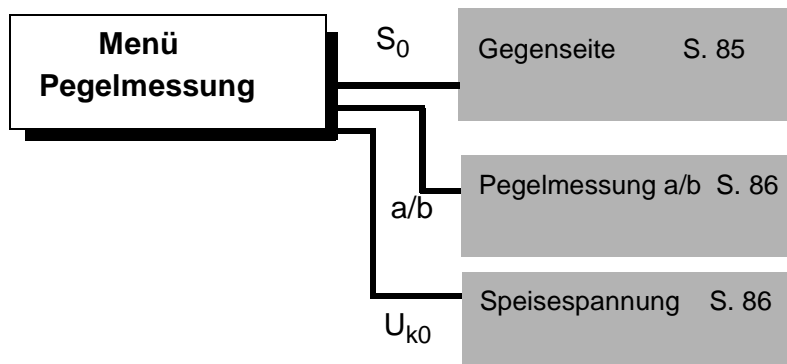 Menü
Pegelmessung
S0
Gegenseite S. 85
a/b
Pegelmessung a/b S. 86
Uk0
Speisespannung S. 86